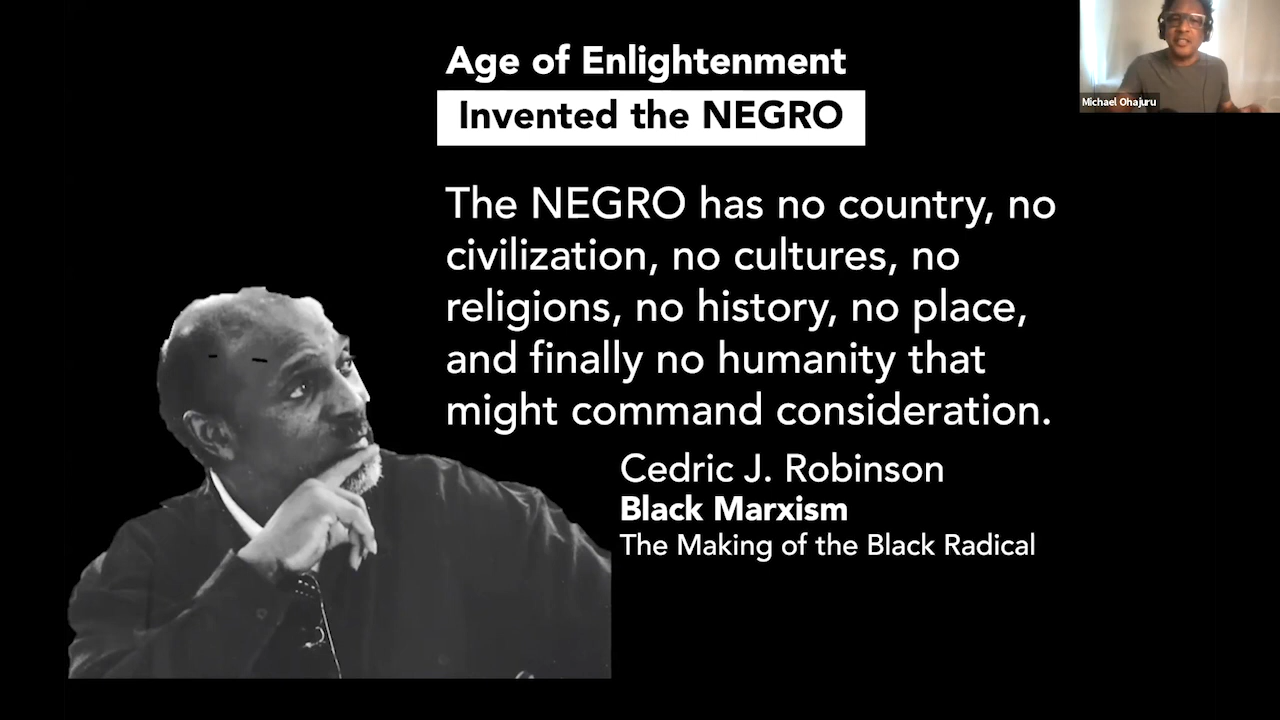 Age of Enlightenment
Invented the NEGRO
The NEGRO has no country, no
civilization, no cultures, no
religions, no history, no place,
and finally no humanity that
might command consideration.
Cedric J. Robinson
Black Marxism
The Making of the Black Radical
Michael Ohajuru